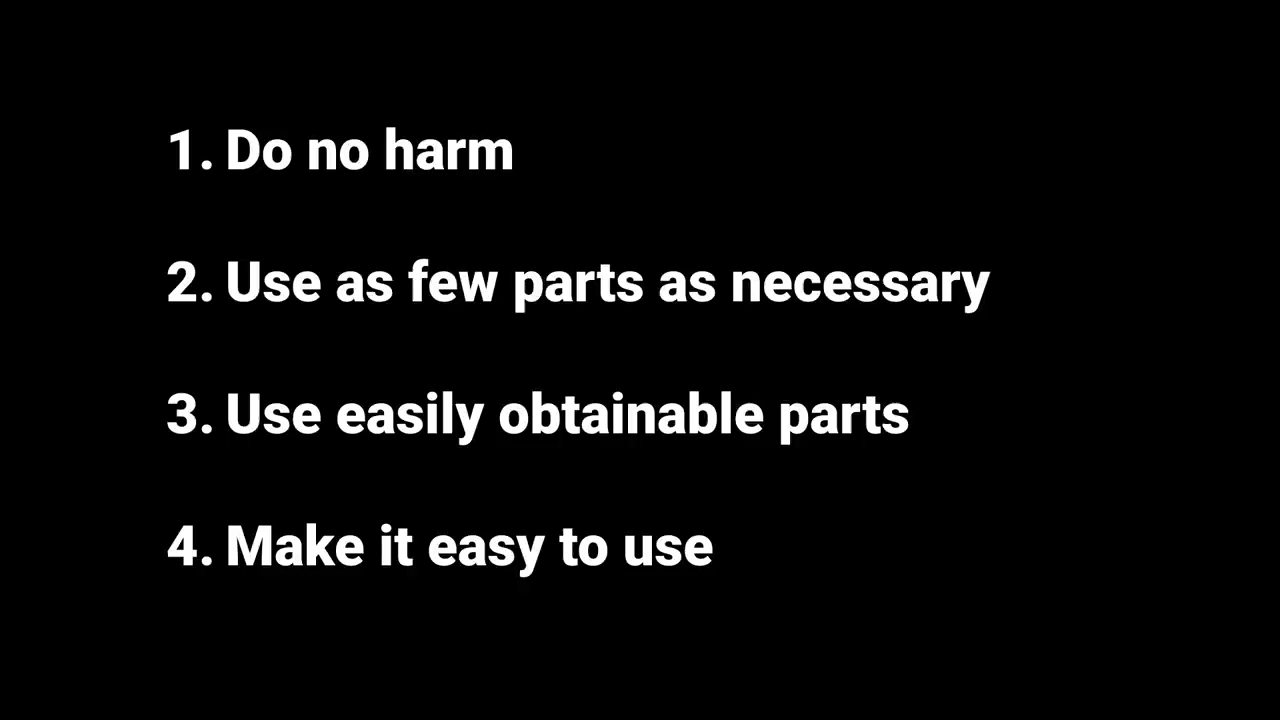 1. Do no harm
2. Use as few parts as necessary
3. Use easily obtainable parts
4. Make it easy to use